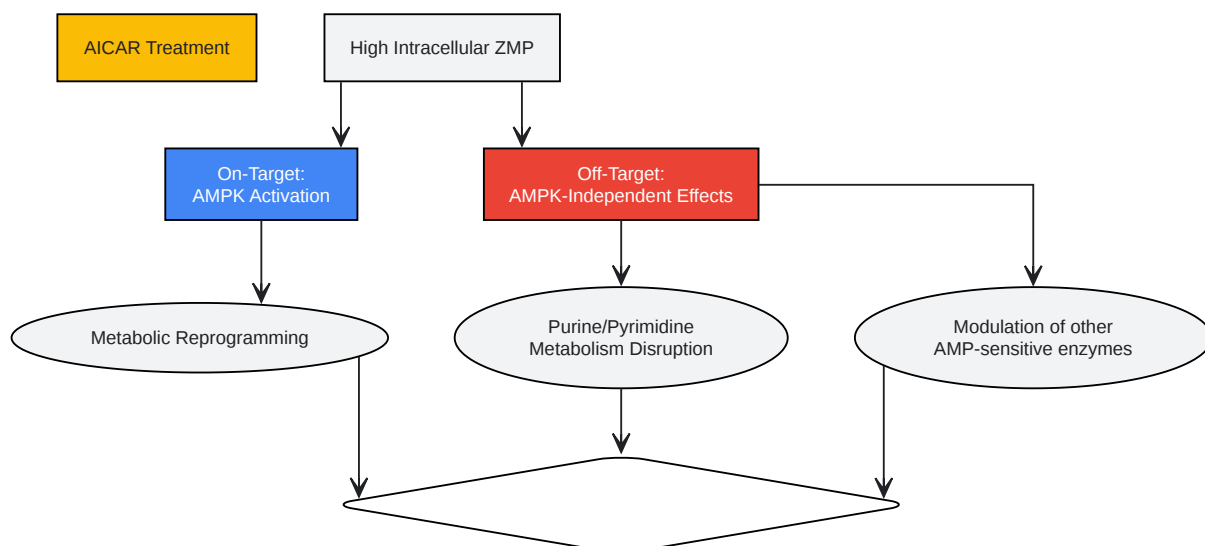 AICAR Treatment
High Intracellular ZMP
On-Target:
AMPK Activation
Off-Target:
AMPK-Independent Effects
Metabolic Reprogramming
Purine/Pyrimidine
Metabolism Disruption
Modulation of other
AMP-sensitive enzymes